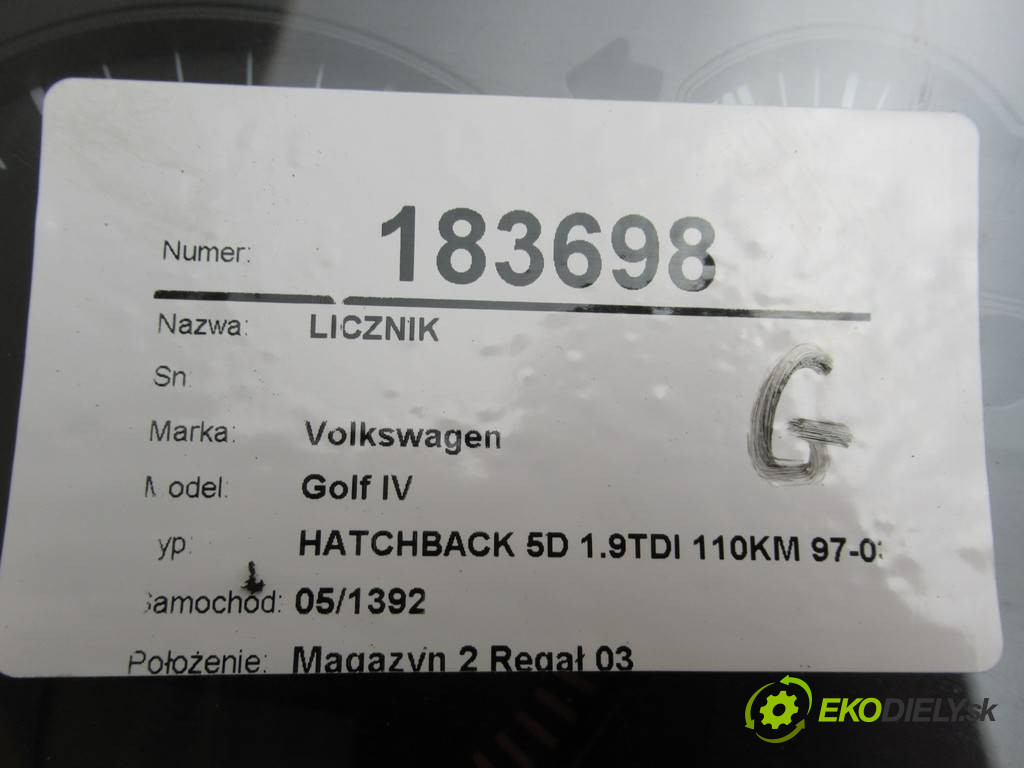 Numer: 183698
Nazwa: LICZNIK
Sn
Marka: Volkswagen G
Model: Golf IV
yp: HATCHBACK 5D 1.9TDI 110KM 97-0
Samochód: 05/1392
Położenie: Magazyn 2 Regał 03
EKODIELY.sk